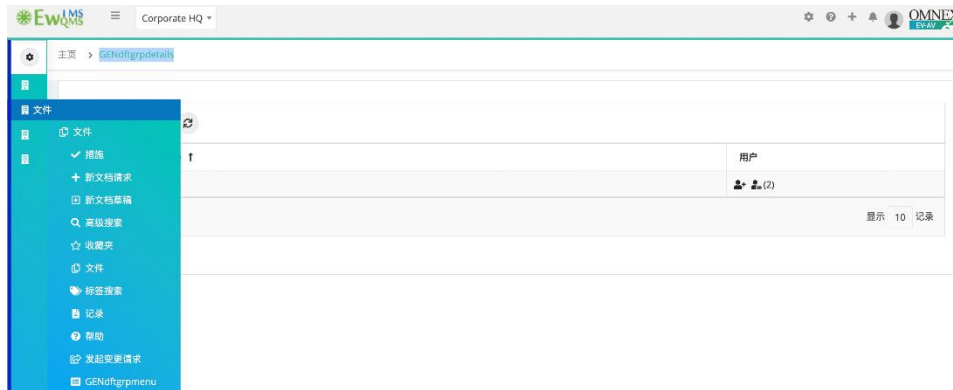 EwQMS LMS
Corporate HQ
OMNEX
EV-AV
主页 > GENdftgrpdetails
文件
文件
措施
新文档请求
新文档草稿
高级搜索
收藏夹
文件
标签搜索
记录
帮助
发起变更请求
GENdftgrpmenu
用户
(2)
显示 10 记录